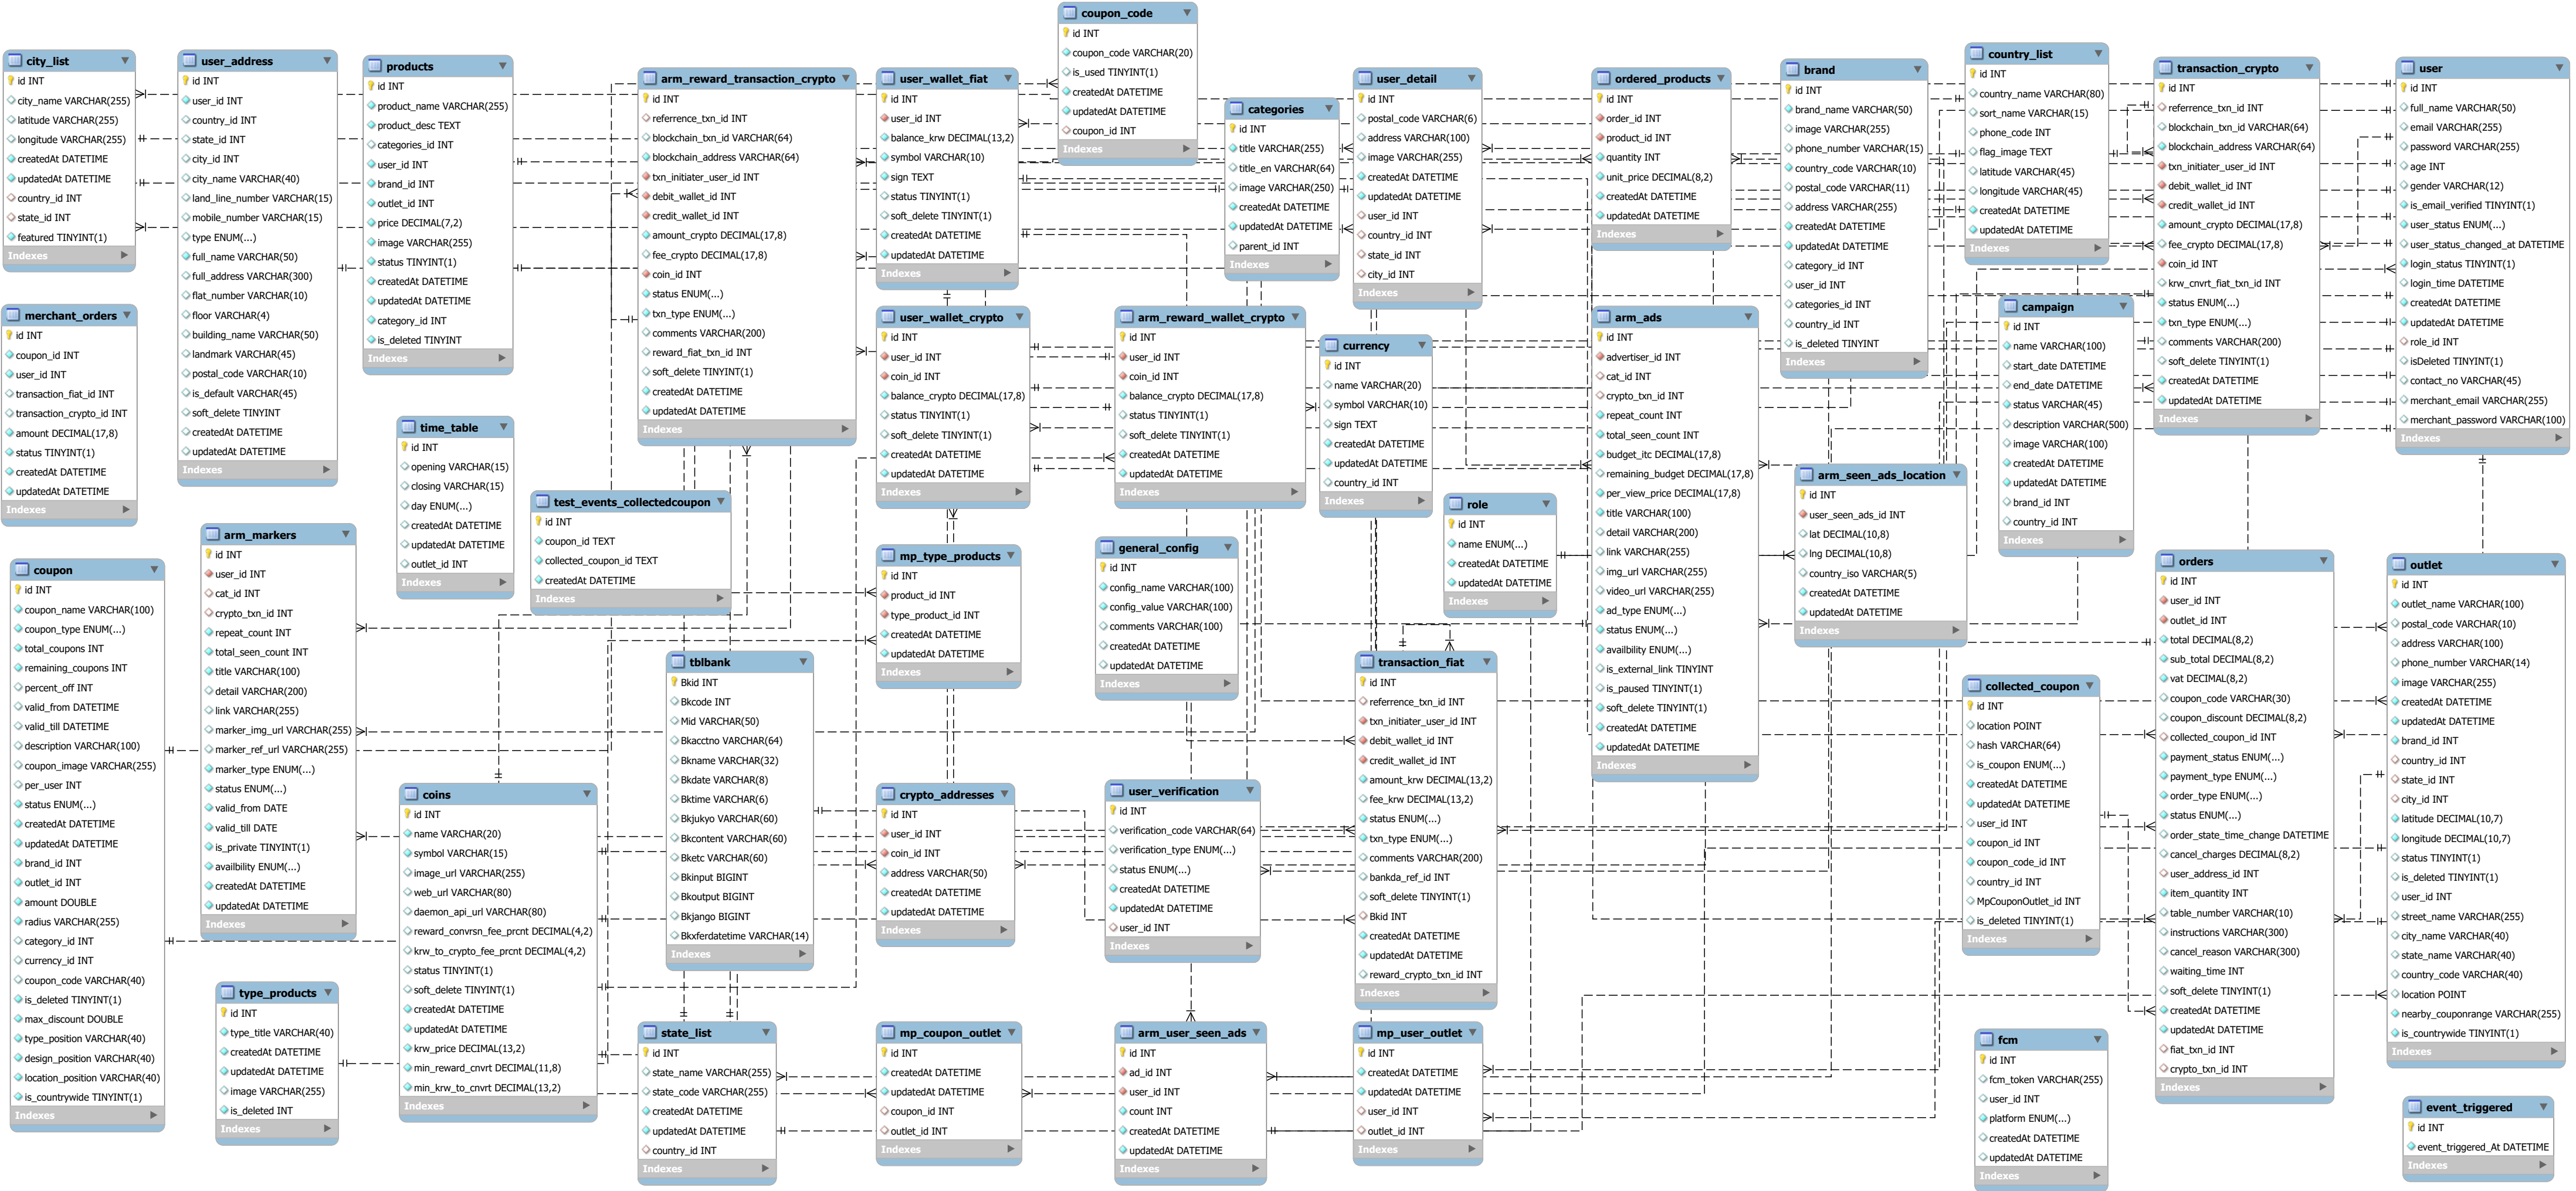 city_list
id INT
city_name VARCHAR(255)
latitude VARCHAR(255)
longitude VARCHAR(255)
createdAt DATETIME
updatedAt DATETIME
country_id INT
state_id INT
featured TINYINT(1)
Indexes
merchant_orders
id INT
coupon_id INT
user_id INT
transaction_fiat_id INT
transaction_crypto_id INT
amount DECIMAL(17,8)
status TINYINT(1)
createdAt DATETIME
updatedAt DATETIME
Indexes
coupon
id INT
coupon_name VARCHAR(100)
coupon_type ENUM(...)
total_coupons INT
remaining_coupons INT
percent_off INT
valid_from DATETIME
valid_till DATETIME
description VARCHAR(100)
coupon_image VARCHAR(255)
per_user INT
status ENUM(...)
createdAt DATETIME
updatedAt DATETIME
brand_id INT
outlet_id INT
amount DOUBLE
radius VARCHAR(255)
category_id INT
currency_id INT
coupon_code VARCHAR(40)
is_deleted TINYINT(1)
max_discount DOUBLE
type_position VARCHAR(40)
design_position VARCHAR(40)
location_position VARCHAR(40)
is_countrywide TINYINT(1)
Indexes
user_address
id INT
user_id INT
country_id INT
state_id INT
city_id INT
city_name VARCHAR(40)
land_line_number VARCHAR(15)
mobile_number VARCHAR(15)
type ENUM(...)
full_name VARCHAR(50)
full_address VARCHAR(300)
flat_number VARCHAR(10)
floor VARCHAR(4)
building_name VARCHAR(50)
landmark VARCHAR(45)
postal_code VARCHAR(10)
is_default VARCHAR(45)
soft_delete TINYINT
createdAt DATETIME
updatedAt DATETIME
Indexes
arm_markers
id INT
user_id INT
cat_id INT
crypto_txn_id INT
repeat_count INT
total_seen_count INT
title VARCHAR(100)
detail VARCHAR(200)
link VARCHAR(255)
marker_img_url VARCHAR(255)
marker_ref_url VARCHAR(255)
marker_type ENUM(...)
status ENUM(...)
valid_from DATE
valid_till DATE
is_private TINYINT(1)
availbility ENUM(...)
createdAt DATETIME
updatedAt DATETIME
Indexes
type_products
id INT
type_title VARCHAR(40)
createdAt DATETIME
updatedAt DATETIME
image VARCHAR(255)
is_deleted INT
Indexes
products
id INT
product_name VARCHAR(255)
product_desc TEXT
categories_id INT
user_id INT
brand_id INT
outlet_id INT
price DECIMAL(7,2)
image VARCHAR(255)
status TINYINT(1)
createdAt DATETIME
updatedAt DATETIME
category_id INT
is_deleted TINYINT
Indexes
time_table
id INT
opening VARCHAR(15)
closing VARCHAR(15)
day ENUM(...)
createdAt DATETIME
updatedAt DATETIME
outlet_id INT
Indexes
coins
id INT
name VARCHAR(20)
symbol VARCHAR(15)
image_url VARCHAR(255)
web_url VARCHAR(80)
daemon_api_url VARCHAR(80)
reward_convrsn_fee_prcnt DECIMAL(4,2)
krw_to_crypto_fee_prcnt DECIMAL(4,2)
status TINYINT(1)
soft_delete TINYINT(1)
createdAt DATETIME
updatedAt DATETIME
krw_price DECIMAL(13,2)
min_reward_cnvrt DECIMAL(11,8)
min_krw_to_cnvrt DECIMAL(13,2)
Indexes
test_events_collectedcoupon
id INT
coupon_id TEXT
collected_coupon_id TEXT
createdAt DATETIME
Indexes
arm_reward_transaction_crypto
id INT
referrence_txn_id INT
blockchain_txn_id VARCHAR(64)
blockchain_address VARCHAR(64)
txn_initiater_user_id INT
debit_wallet_id INT
credit_wallet_id INT
amount_crypto DECIMAL(17,8)
fee_crypto DECIMAL(17,8)
coin_id INT
status ENUM(...)
txn_type ENUM(...)
comments VARCHAR(200)
reward_fiat_txn_id INT
soft_delete TINYINT(1)
createdAt DATETIME
updatedAt DATETIME
Indexes
tblbank
Bkid INT
Bkcode INT
Mid VARCHAR(50)
Bkacctno VARCHAR(64)
Bkname VARCHAR(32)
Bkdate VARCHAR(8)
Bktime VARCHAR(6)
Bkjukyo VARCHAR(60)
Bkcontent VARCHAR(60)
Bketc VARCHAR(60)
Bkinput BIGINT
Bkoutput BIGINT
Bkjango BIGINT
Bkxferdatetime VARCHAR(14)
Indexes
state_list
id INT
state_name VARCHAR(255)
state_code VARCHAR(255)
createdAt DATETIME
updatedAt DATETIME
country_id INT
Indexes
user_wallet_fiat
id INT
user_id INT
balance_krw DECIMAL(13,2)
symbol VARCHAR(10)
sign TEXT
status TINYINT(1)
soft_delete TINYINT(1)
createdAt DATETIME
updatedAt DATETIME
Indexes
user_wallet_crypto
id INT
user_id INT
coin_id INT
balance_crypto DECIMAL(17,8)
status TINYINT(1)
soft_delete TINYINT(1)
createdAt DATETIME
updatedAt DATETIME
Indexes
mp_type_products
id INT
product_id INT
type_product_id INT
createdAt DATETIME
updatedAt DATETIME
Indexes
crypto_addresses
id INT
user_id INT
coin_id INT
address VARCHAR(50)
createdAt DATETIME
updatedAt DATETIME
Indexes
mp_coupon_outlet
id INT
createdAt DATETIME
updatedAt DATETIME
coupon_id INT
outlet_id INT
Indexes
coupon_code
id INT
coupon_code VARCHAR(20)
is_used TINYINT(1)
createdAt DATETIME
updatedAt DATETIME
coupon_id INT
Indexes
categories
id INT
title VARCHAR(255)
title_en VARCHAR(64)
image VARCHAR(250)
createdAt DATETIME
updatedAt DATETIME
parent_id INT
Indexes
arm_reward_wallet_crypto
id INT
user_id INT
coin_id INT
balance_crypto DECIMAL(17,8)
status TINYINT(1)
soft_delete TINYINT(1)
createdAt DATETIME
updatedAt DATETIME
Indexes
general_config
id INT
config_name VARCHAR(100)
config_value VARCHAR(100)
comments VARCHAR(100)
createdAt DATETIME
updatedAt DATETIME
Indexes
user_verification
id INT
verification_code VARCHAR(64)
verification_type ENUM(...)
status ENUM(...)
createdAt DATETIME
updatedAt DATETIME
user_id INT
Indexes
arm_user_seen_ads
id INT
ad_id INT
user_id INT
count INT
createdAt DATETIME
updatedAt DATETIME
Indexes
user_detail
id INT
postal_code VARCHAR(6)
address VARCHAR(100)
image VARCHAR(255)
createdAt DATETIME
updatedAt DATETIME
user_id INT
country_id INT
state_id INT
city_id INT
Indexes
currency
id INT
name VARCHAR(20)
symbol VARCHAR(10)
sign TEXT
createdAt DATETIME
updatedAt DATETIME
country_id INT
Indexes
role
id INT
name ENUM(...)
createdAt DATETIME
updatedAt DATETIME
Indexes
transaction_fiat
id INT
referrence_txn_id INT
txn_initiater_user_id INT
debit_wallet_id INT
credit_wallet_id INT
amount_krw DECIMAL(13,2)
fee_krw DECIMAL(13,2)
status ENUM(...)
txn_type ENUM(...)
comments VARCHAR(200)
bankda_ref_id INT
soft_delete TINYINT(1)
Bkid INT
createdAt DATETIME
updatedAt DATETIME
reward_crypto_txn_id INT
Indexes
mp_user_outlet
id INT
createdAt DATETIME
updatedAt DATETIME
user_id INT
outlet_id INT
Indexes
ordered_products
id INT
order_id INT
product_id INT
quantity INT
unit_price DECIMAL(8,2)
createdAt DATETIME
updatedAt DATETIME
Indexes
arm_ads
id INT
advertiser_id INT
cat_id INT
crypto_txn_id INT
repeat_count INT
total_seen_count INT
budget_itc DECIMAL(17,8)
remaining_budget DECIMAL(17,8)
per_view_price DECIMAL(17,8)
title VARCHAR(100)
detail VARCHAR(200)
link VARCHAR(255)
img_url VARCHAR(255)
video_url VARCHAR(255)
ad_type ENUM(...)
status ENUM(...)
availbility ENUM(...)
is_external_link TINYINT
is_paused TINYINT(1)
soft_delete TINYINT(1)
createdAt DATETIME
updatedAt DATETIME
Indexes
brand
id INT
brand_name VARCHAR(50)
image VARCHAR(255)
phone_number VARCHAR(15)
country_code VARCHAR(10)
postal_code VARCHAR(11)
address VARCHAR(255)
createdAt DATETIME
updatedAt DATETIME
category_id INT
user_id INT
categories_id INT
country_id INT
is_deleted TINYINT
Indexes
arm_seen_ads_location
id INT
user_seen_ads_id INT
lat DECIMAL(10,8)
lng DECIMAL(10,8)
country_iso VARCHAR(5)
createdAt DATETIME
updatedAt DATETIME
Indexes
country_list
id INT
country_name VARCHAR(80)
sort_name VARCHAR(15)
phone_code INT
flag_image TEXT
latitude VARCHAR(45)
longitude VARCHAR(45)
createdAt DATETIME
updatedAt DATETIME
Indexes
campaign
id INT
name VARCHAR(100)
start_date DATETIME
end_date DATETIME
status VARCHAR(45)
description VARCHAR(500)
image VARCHAR(100)
createdAt DATETIME
updatedAt DATETIME
brand_id INT
country_id INT
Indexes
collected_coupon
id INT
location POINT
hash VARCHAR(64)
is_coupon ENUM(...)
createdAt DATETIME
updatedAt DATETIME
user_id INT
coupon_id INT
coupon_code_id INT
country_id INT
MpCouponOutlet_id INT
is_deleted TINYINT(1)
Indexes
fcm
id INT
fcm_token VARCHAR(255)
user_id INT
platform ENUM(...)
createdAt DATETIME
updatedAt DATETIME
Indexes
transaction_crypto
id INT
referrence_txn_id INT
blockchain_txn_id VARCHAR(64)
blockchain_address VARCHAR(64)
txn_initiater_user_id INT
debit_wallet_id INT
credit_wallet_id INT
amount_crypto DECIMAL(17,8)
fee_crypto DECIMAL(17,8)
coin_id INT
krw_cnvrt_fiat_txn_id INT
status ENUM(...)
txn_type ENUM(...)
comments VARCHAR(200)
soft_delete TINYINT(1)
createdAt DATETIME
updatedAt DATETIME
Indexes
orders
id INT
user_id INT
outlet_id INT
total DECIMAL(8,2)
sub_total DECIMAL(8,2)
vat DECIMAL(8,2)
coupon_code VARCHAR(30)
coupon_discount DECIMAL(8,2)
collected_coupon_id INT
payment_status ENUM(...)
payment_type ENUM(...)
order_type ENUM(...)
status ENUM(...)
order_state_time_change DATETIME
cancel_charges DECIMAL(8,2)
user_address_id INT
item_quantity INT
table_number VARCHAR(10)
instructions VARCHAR(300)
cancel_reason VARCHAR(300)
waiting_time INT
soft_delete TINYINT(1)
createdAt DATETIME
updatedAt DATETIME
fiat_txn_id INT
crypto_txn_id INT
Indexes
user
id INT
full_name VARCHAR(50)
email VARCHAR(255)
password VARCHAR(255)
age INT
gender VARCHAR(12)
is_email_verified TINYINT(1)
user_status ENUM(...)
user_status_changed_at DATETIME
login_status TINYINT(1)
login_time DATETIME
createdAt DATETIME
updatedAt DATETIME
role_id INT
isDeleted TINYINT(1)
contact_no VARCHAR(45)
merchant_email VARCHAR(255)
merchant_password VARCHAR(100)
Indexes
outlet
id INT
outlet_name VARCHAR(100)
postal_code VARCHAR(10)
address VARCHAR(100)
phone_number VARCHAR(14)
image VARCHAR(255)
createdAt DATETIME
updatedAt DATETIME
brand_id INT
country_id INT
state_id INT
city_id INT
latitude DECIMAL(10,7)
longitude DECIMAL(10,7)
status TINYINT(1)
is_deleted TINYINT(1)
user_id INT
street_name VARCHAR(255)
city_name VARCHAR(40)
state_name VARCHAR(40)
country_code VARCHAR(40)
location POINT
nearby_couponrange VARCHAR(255)
is_countrywide TINYINT(1)
Indexes
event_triggered
id INT
event_triggered_At DATETIME
Indexes